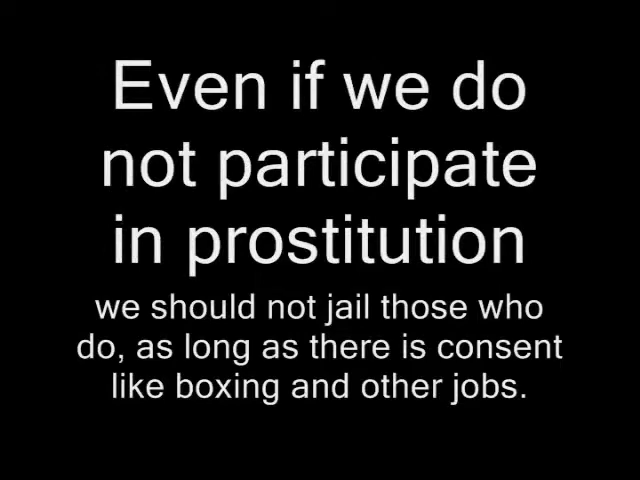 Even if we do
not participate
in prostitution
we should not jail those who
do, as long as there is consent
like boxing and other jobs.